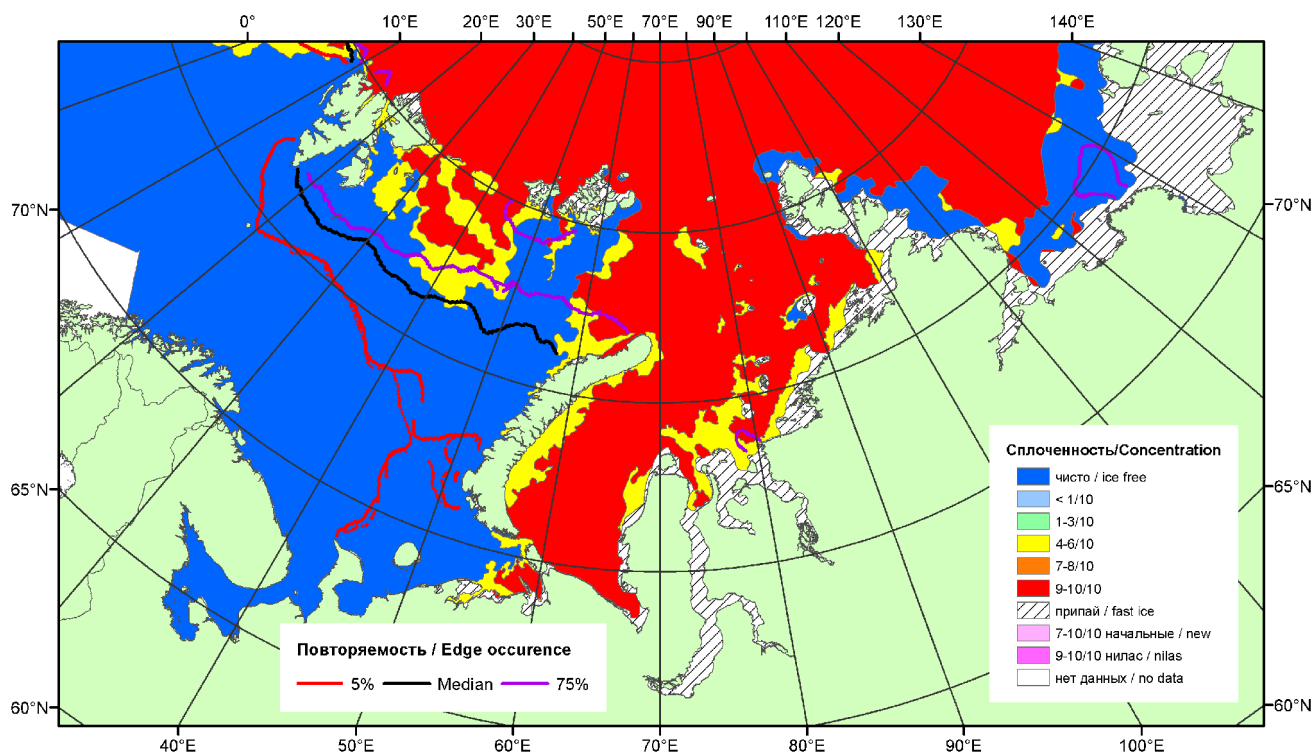 0° 10°E 20°E 30°E 50°E 70°E 90°E 110°E 120°E 130°E 140°E
70°N 70°N
65°N 65°N
60°N 60°N
Сплоченность/Concentration
чисто / ice free
< 1/10
1-3/10
4-6/10
7-8/10
9-10/10
припай / fast ice
7-10/10 начальные / new
9-10/10 нилас / nilas
нет данных / no data
Повторяемость / Edge occurence
5% Median 75%
40°E 50°E 60°E 70°E 80°E 90°E 100°E